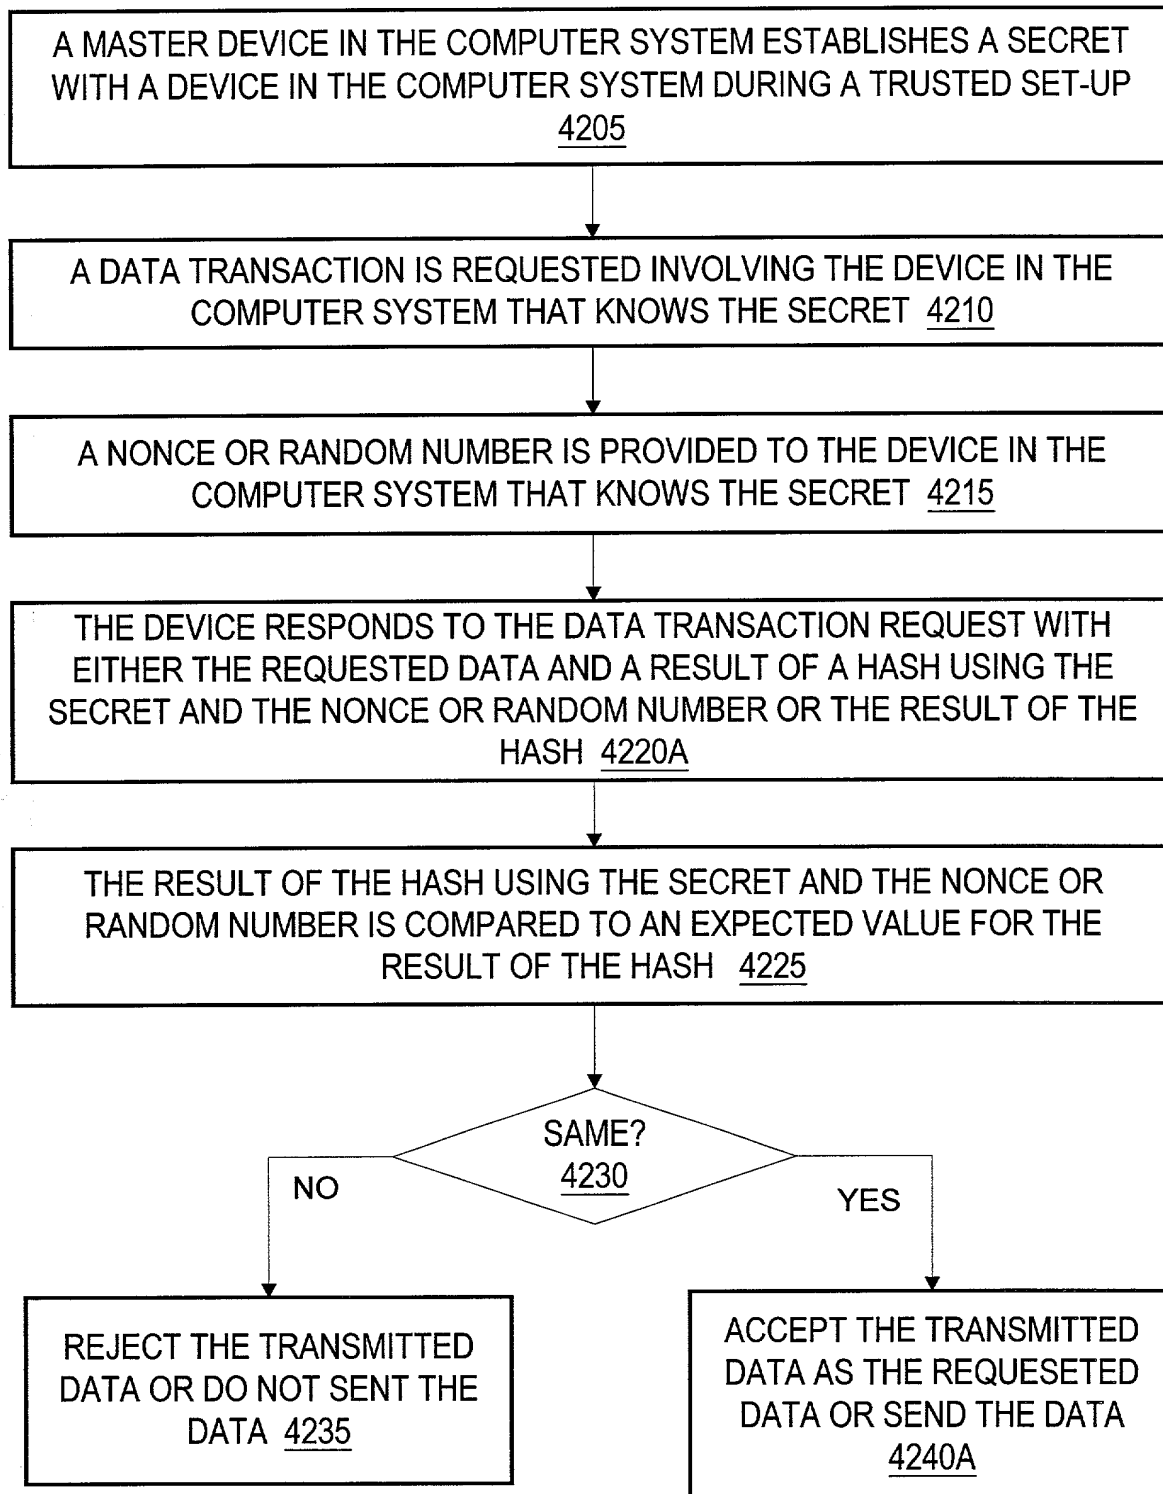 A MASTER DEVICE IN THE COMPUTER SYSTEM ESTABLISHES A SECRET
WITH A DEVICE IN THE COMPUTER SYSTEM DURING A TRUSTED SET-UP
4205
A DATA TRANSACTION IS REQUESTED INVOLVING THE DEVICE IN THE
COMPUTER SYSTEM THAT KNOWS THE SECRET 4210
A NONCE OR RANDOM NUMBER IS PROVIDED TO THE DEVICE IN THE
COMPUTER SYSTEM THAT KNOWS THE SECRET 4215
THE DEVICE RESPONDS TO THE DATA TRANSACTION REQUEST WITH
EITHER THE REQUESTED DATA AND A RESULT OF A HASH USING THE
SECRET AND THE NONCE OR RANDOM NUMBER OR THE RESULT OF THE
HASH 4220A
THE RESULT OF THE HASH USING THE SECRET AND THE NONCE OR
RANDOM NUMBER IS COMPARED TO AN EXPECTED VALUE FOR THE
RESULT OF THE HASH 4225
SAME?
4230
NO
YES
REJECT THE TRANSMITTED
DATA OR DO NOT SENT THE
DATA 4235
ACCEPT THE TRANSMITTED
DATA AS THE REQUESETED
DATA OR SEND THE DATA
4240A